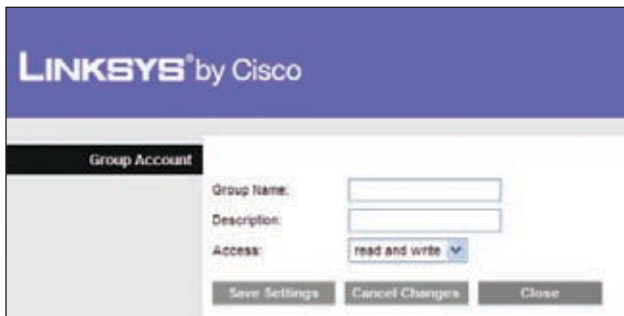 LINKSYS® by Cisco
Group Account
Group Name:
Description:
Access: read and write
Save Settings Cancel Changes Close